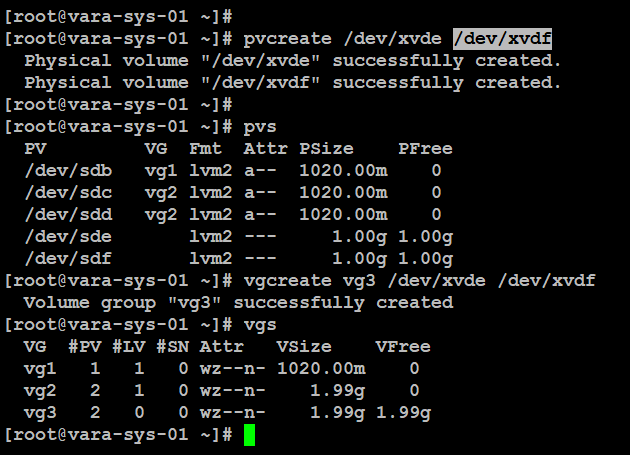 [root@vara-sys-01 ~]#
[root@vara-sys-01 ~]# pvcreate /dev/xvde /dev/xvdf
  Physical volume "/dev/xvde" successfully created.
  Physical volume "/dev/xvdf" successfully created.
[root@vara-sys-01 ~]#
[root@vara-sys-01 ~]# pvs
  PV         VG  Fmt  Attr PSize    PFree
  /dev/sdb   vg1 lvm2 a--  1020.00m    0
  /dev/sdc   vg2 lvm2 a--  1020.00m    0
  /dev/sdd   vg2 lvm2 a--  1020.00m    0
  /dev/sde       lvm2 ---     1.00g 1.00g
  /dev/sdf       lvm2 ---     1.00g 1.00g
[root@vara-sys-01 ~]# vgcreate vg3 /dev/xvde /dev/xvdf
  Volume group "vg3" successfully created
[root@vara-sys-01 ~]# vgs
  VG  #PV #LV #SN Attr   VSize    VFree
  vg1   1   1   0 wz--n- 1020.00m    0
  vg2   2   1   0 wz--n-    1.99g    0
  vg3   2   0   0 wz--n-    1.99g 1.99g
[root@vara-sys-01 ~]#